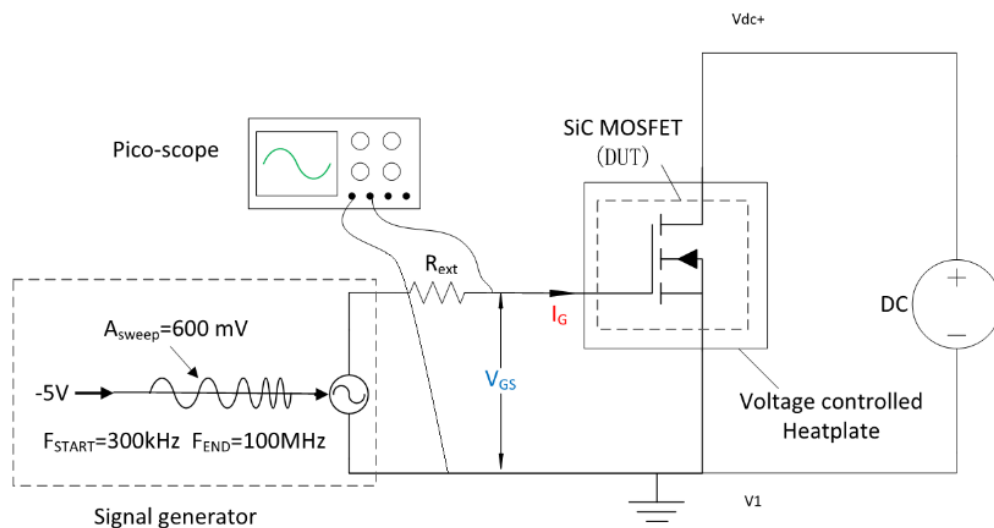 Vdc+
SiC MOSFET
(DUT)
Pico-scope
Rext
IG
DC
+
−
Asweep=600 mV
-5V
VGS
FSTART=300kHz FEND=100MHz
Voltage controlled
Heatplate
V1
Signal generator